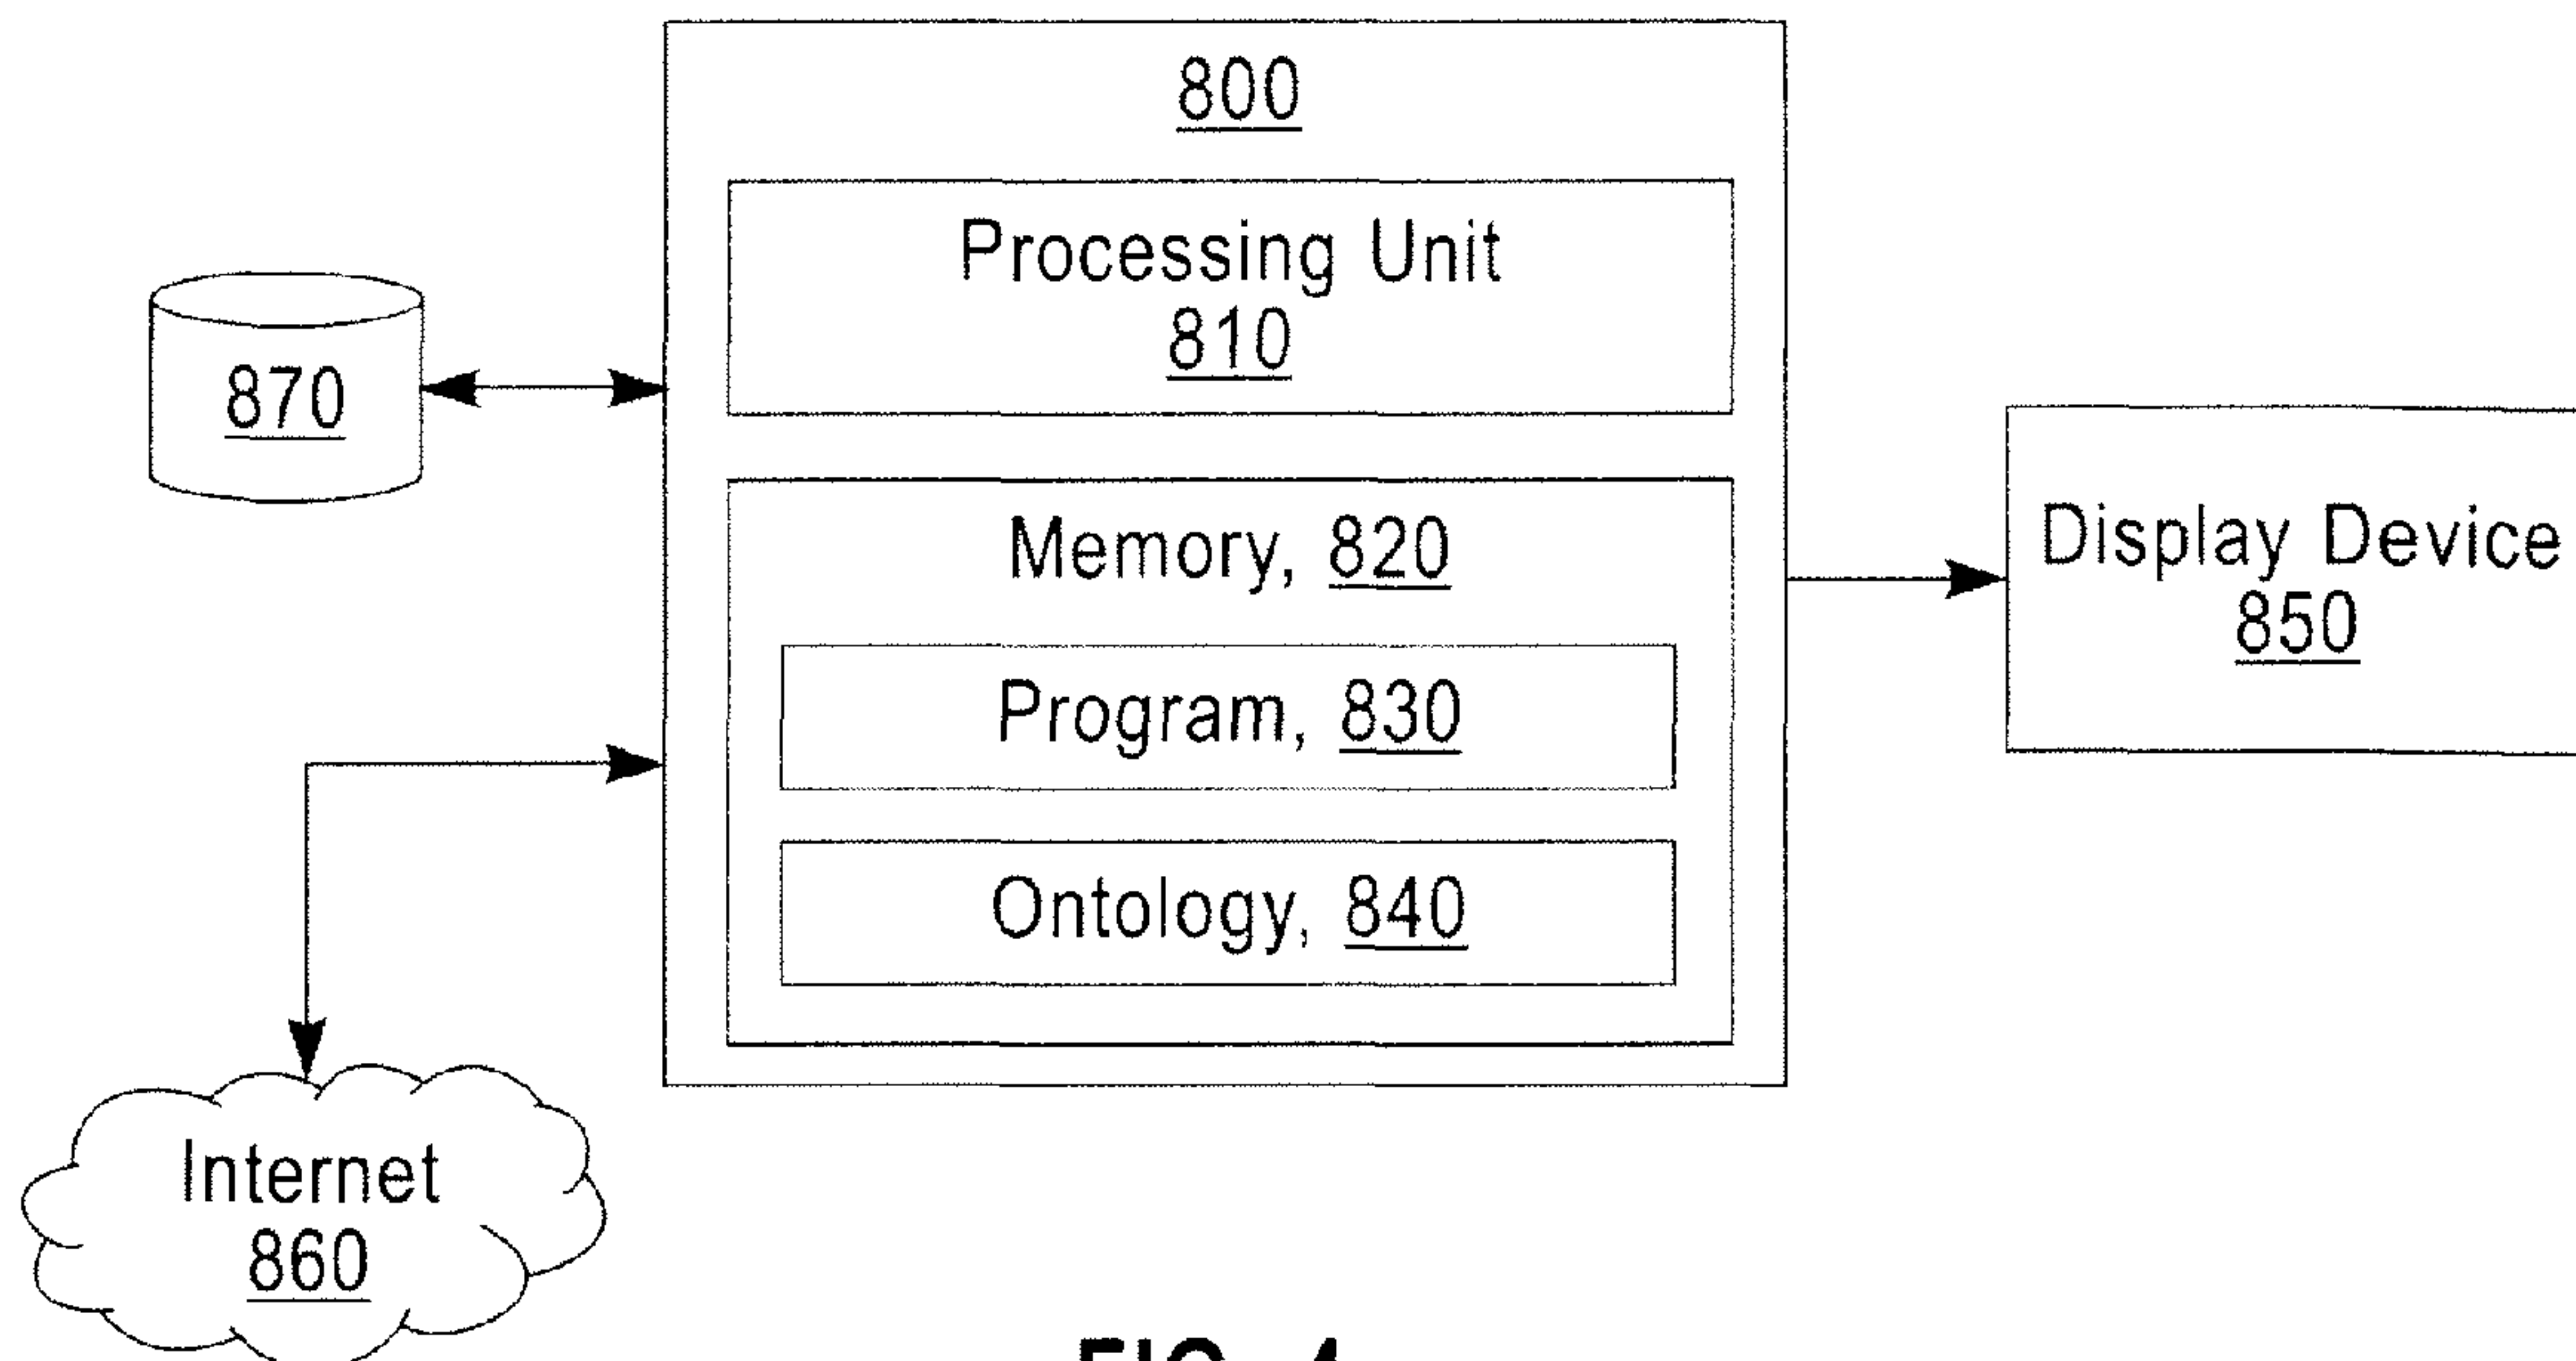 800
Processing Unit
810
870
Memory, 820
Display Device
850
Program, 830
Ontology, 840
Internet
860